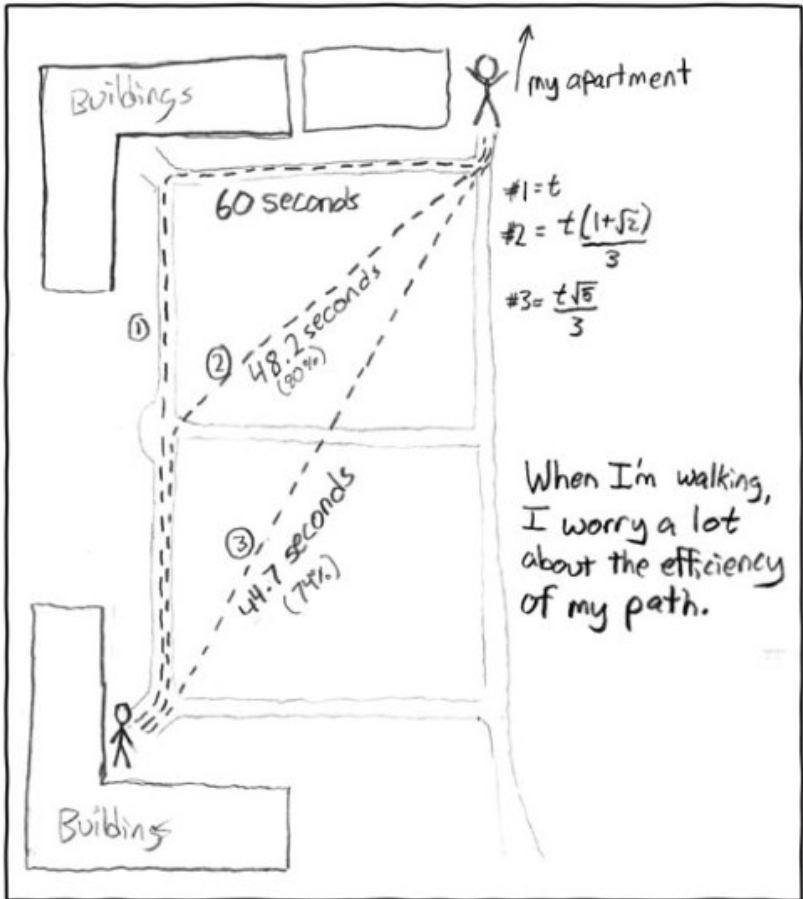 Buildings
my apartment
60 seconds
#1 = t
#2 = t(1+√2)/3
#3 = t√5/3
①
②
48.2 seconds
(80%)
③
44.7 seconds
(74%)
When I'm walking,
I worry a lot
about the efficiency
of my path.
Buildings